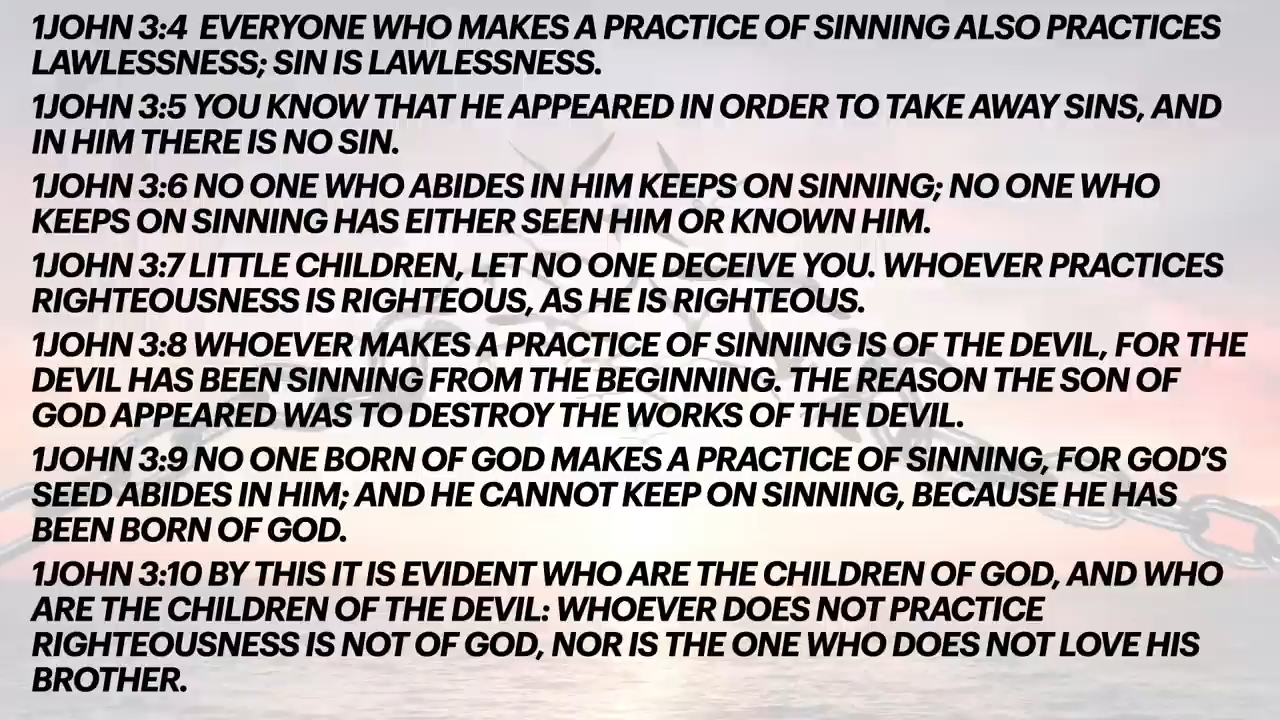 1JOHN 3:4  EVERYONE WHO MAKES A PRACTICE OF SINNING ALSO PRACTICES
LAWLESSNESS; SIN IS LAWLESSNESS.
1JOHN 3:5 YOU KNOW THAT HE APPEARED IN ORDER TO TAKE AWAY SINS, AND
IN HIM THERE IS NO SIN.
1JOHN 3:6 NO ONE WHO ABIDES IN HIM KEEPS ON SINNING; NO ONE WHO
KEEPS ON SINNING HAS EITHER SEEN HIM OR KNOWN HIM.
1JOHN 3:7 LITTLE CHILDREN, LET NO ONE DECEIVE YOU. WHOEVER PRACTICES
RIGHTEOUSNESS IS RIGHTEOUS, AS HE IS RIGHTEOUS.
1JOHN 3:8 WHOEVER MAKES A PRACTICE OF SINNING IS OF THE DEVIL, FOR THE
DEVIL HAS BEEN SINNING FROM THE BEGINNING. THE REASON THE SON OF
GOD APPEARED WAS TO DESTROY THE WORKS OF THE DEVIL.
1JOHN 3:9 NO ONE BORN OF GOD MAKES A PRACTICE OF SINNING, FOR GOD’S
SEED ABIDES IN HIM; AND HE CANNOT KEEP ON SINNING, BECAUSE HE HAS
BEEN BORN OF GOD.
1JOHN 3:10 BY THIS IT IS EVIDENT WHO ARE THE CHILDREN OF GOD, AND WHO
ARE THE CHILDREN OF THE DEVIL: WHOEVER DOES NOT PRACTICE
RIGHTEOUSNESS IS NOT OF GOD, NOR IS THE ONE WHO DOES NOT LOVE HIS
BROTHER.